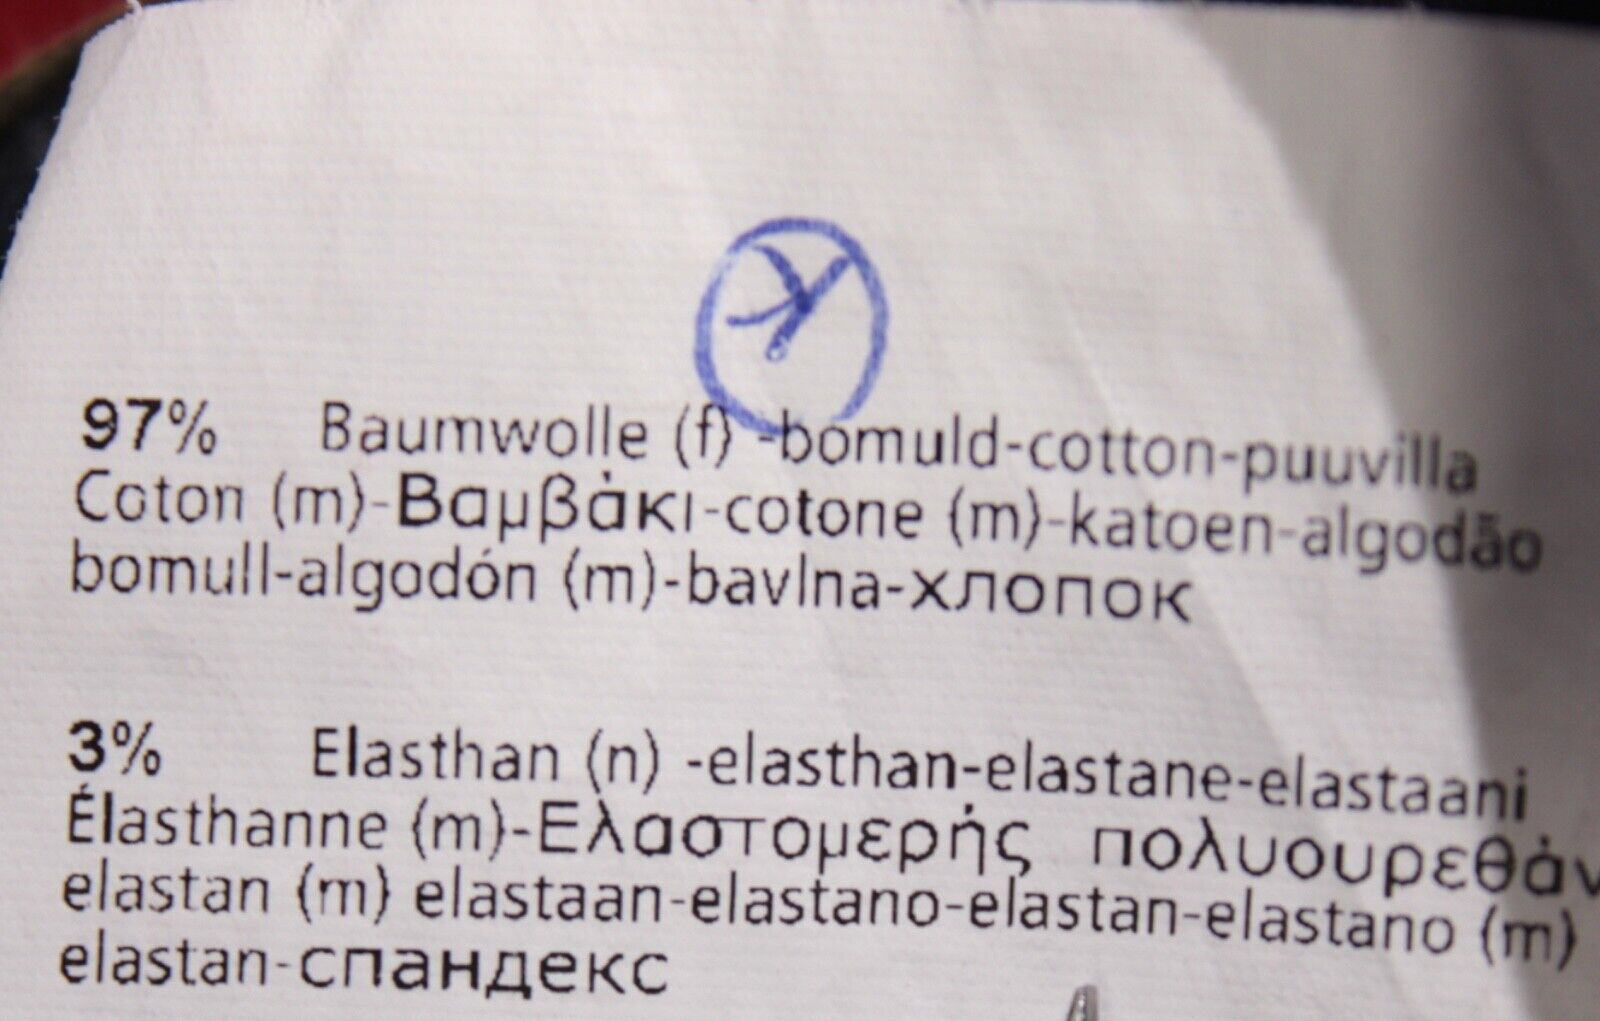 97% Baumwolle (f) -bomuld-cotton-puuvilla
Coton (m)-Βαμβάκι-cotone (m)-katoen-algodão
bomull-algodón (m)-bavlna-хлопок
3% Elasthan (n) -elasthan-elastane-elastaani
Élasthanne (m)-Ελαστομερής πολυουρεθάν
elastan (m) elastaan-elastano-elastan-elastano (m)
elastan-спандекс